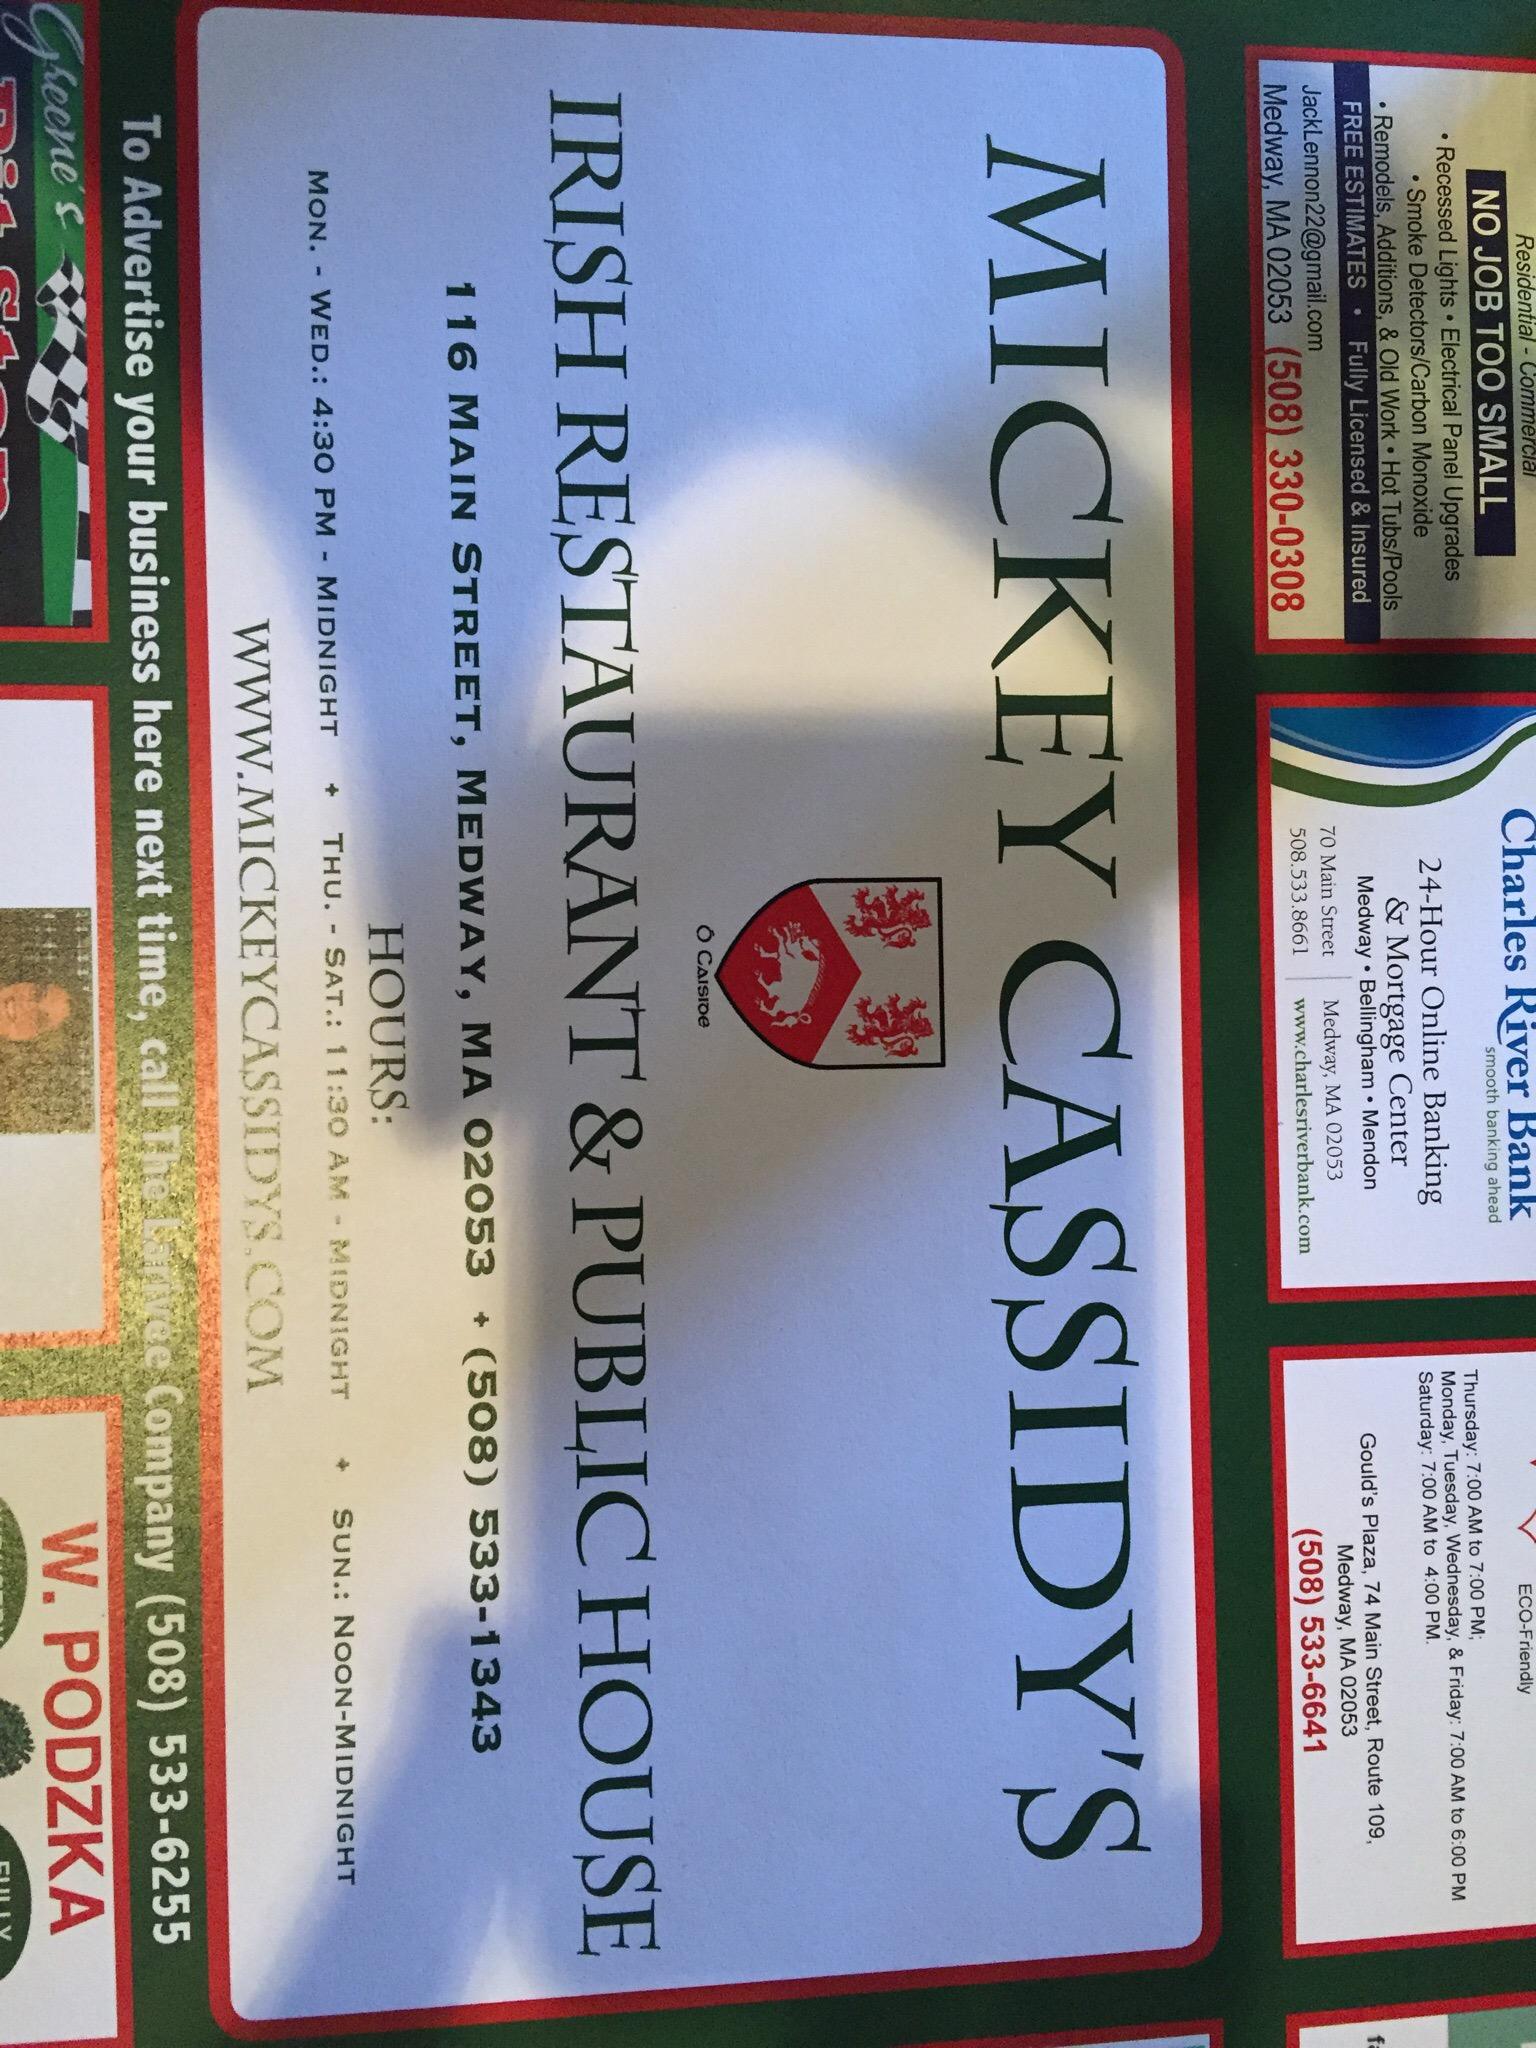 Residential - Commercial
NO JOB TOO SMALL
• Recessed Lights • Electrical Panel Upgrades
• Smoke Detectors/Carbon Monoxide
• Remodels, Additions, & Old Work • Hot Tubs/Pools
FREE ESTIMATES • Fully Licensed & Insured
JackLennon22@gmail.com
Medway, MA 02053 (508) 330-0308
Charles River Bank
smooth banking ahead
24-Hour Online Banking
& Mortgage Center
Medway • Bellingham • Mendon
70 Main Street | Medway, MA 02053
508.533.8661 | www.charlesriverbank.com
ECO-Friendly
Thursday: 7:00 AM to 7:00 PM;
Monday, Tuesday, Wednesday, & Friday: 7:00 AM to 6:00 PM
Saturday: 7:00 AM to 4:00 PM.
Gould's Plaza, 74 Main Street, Route 109,
Medway, MA 02053
(508) 533-6641
MICKEY CASSIDY'S
Ó Caiside
IRISH RESTAURANT & PUBLIC HOUSE
116 MAIN STREET, MEDWAY, MA 02053 + (508) 533-1343
HOURS:
MON. - WED.: 4:30 PM - MIDNIGHT + THU. - SAT.: 11:30 AM - MIDNIGHT + SUN.: NOON-MIDNIGHT
WWW.MICKEYCASSIDYS.COM
To Advertise your business here next time, call The Larivee Company (508) 533-6255
Greene's
Pit Stop
W. PODZKA
FULLY